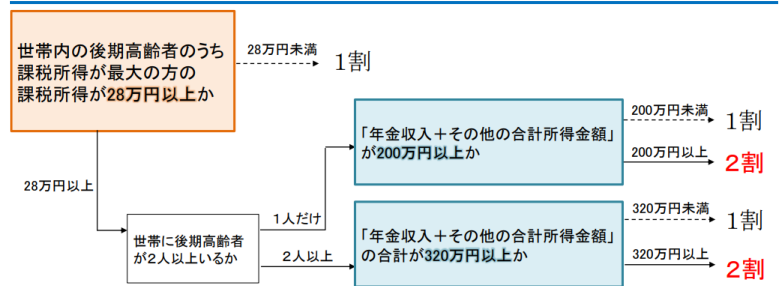 世帯内の後期高齢者のうち
課税所得が最大の方の
課税所得が28万円以上か
28万円未満
1割
28万円以上
世帯に後期高齢者
が2人以上いるか
1人だけ
2人以上
「年金収入+その他の合計所得金額」
が200万円以上か
200万円未満
1割
200万円以上
2割
「年金収入+その他の合計所得金額」
の合計が320万円以上か
320万円未満
1割
320万円以上
2割